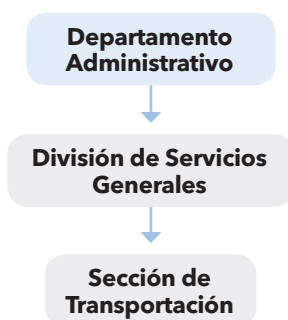 Departamento
Administrativo
División de Servicios
Generales
Sección de
Transportación